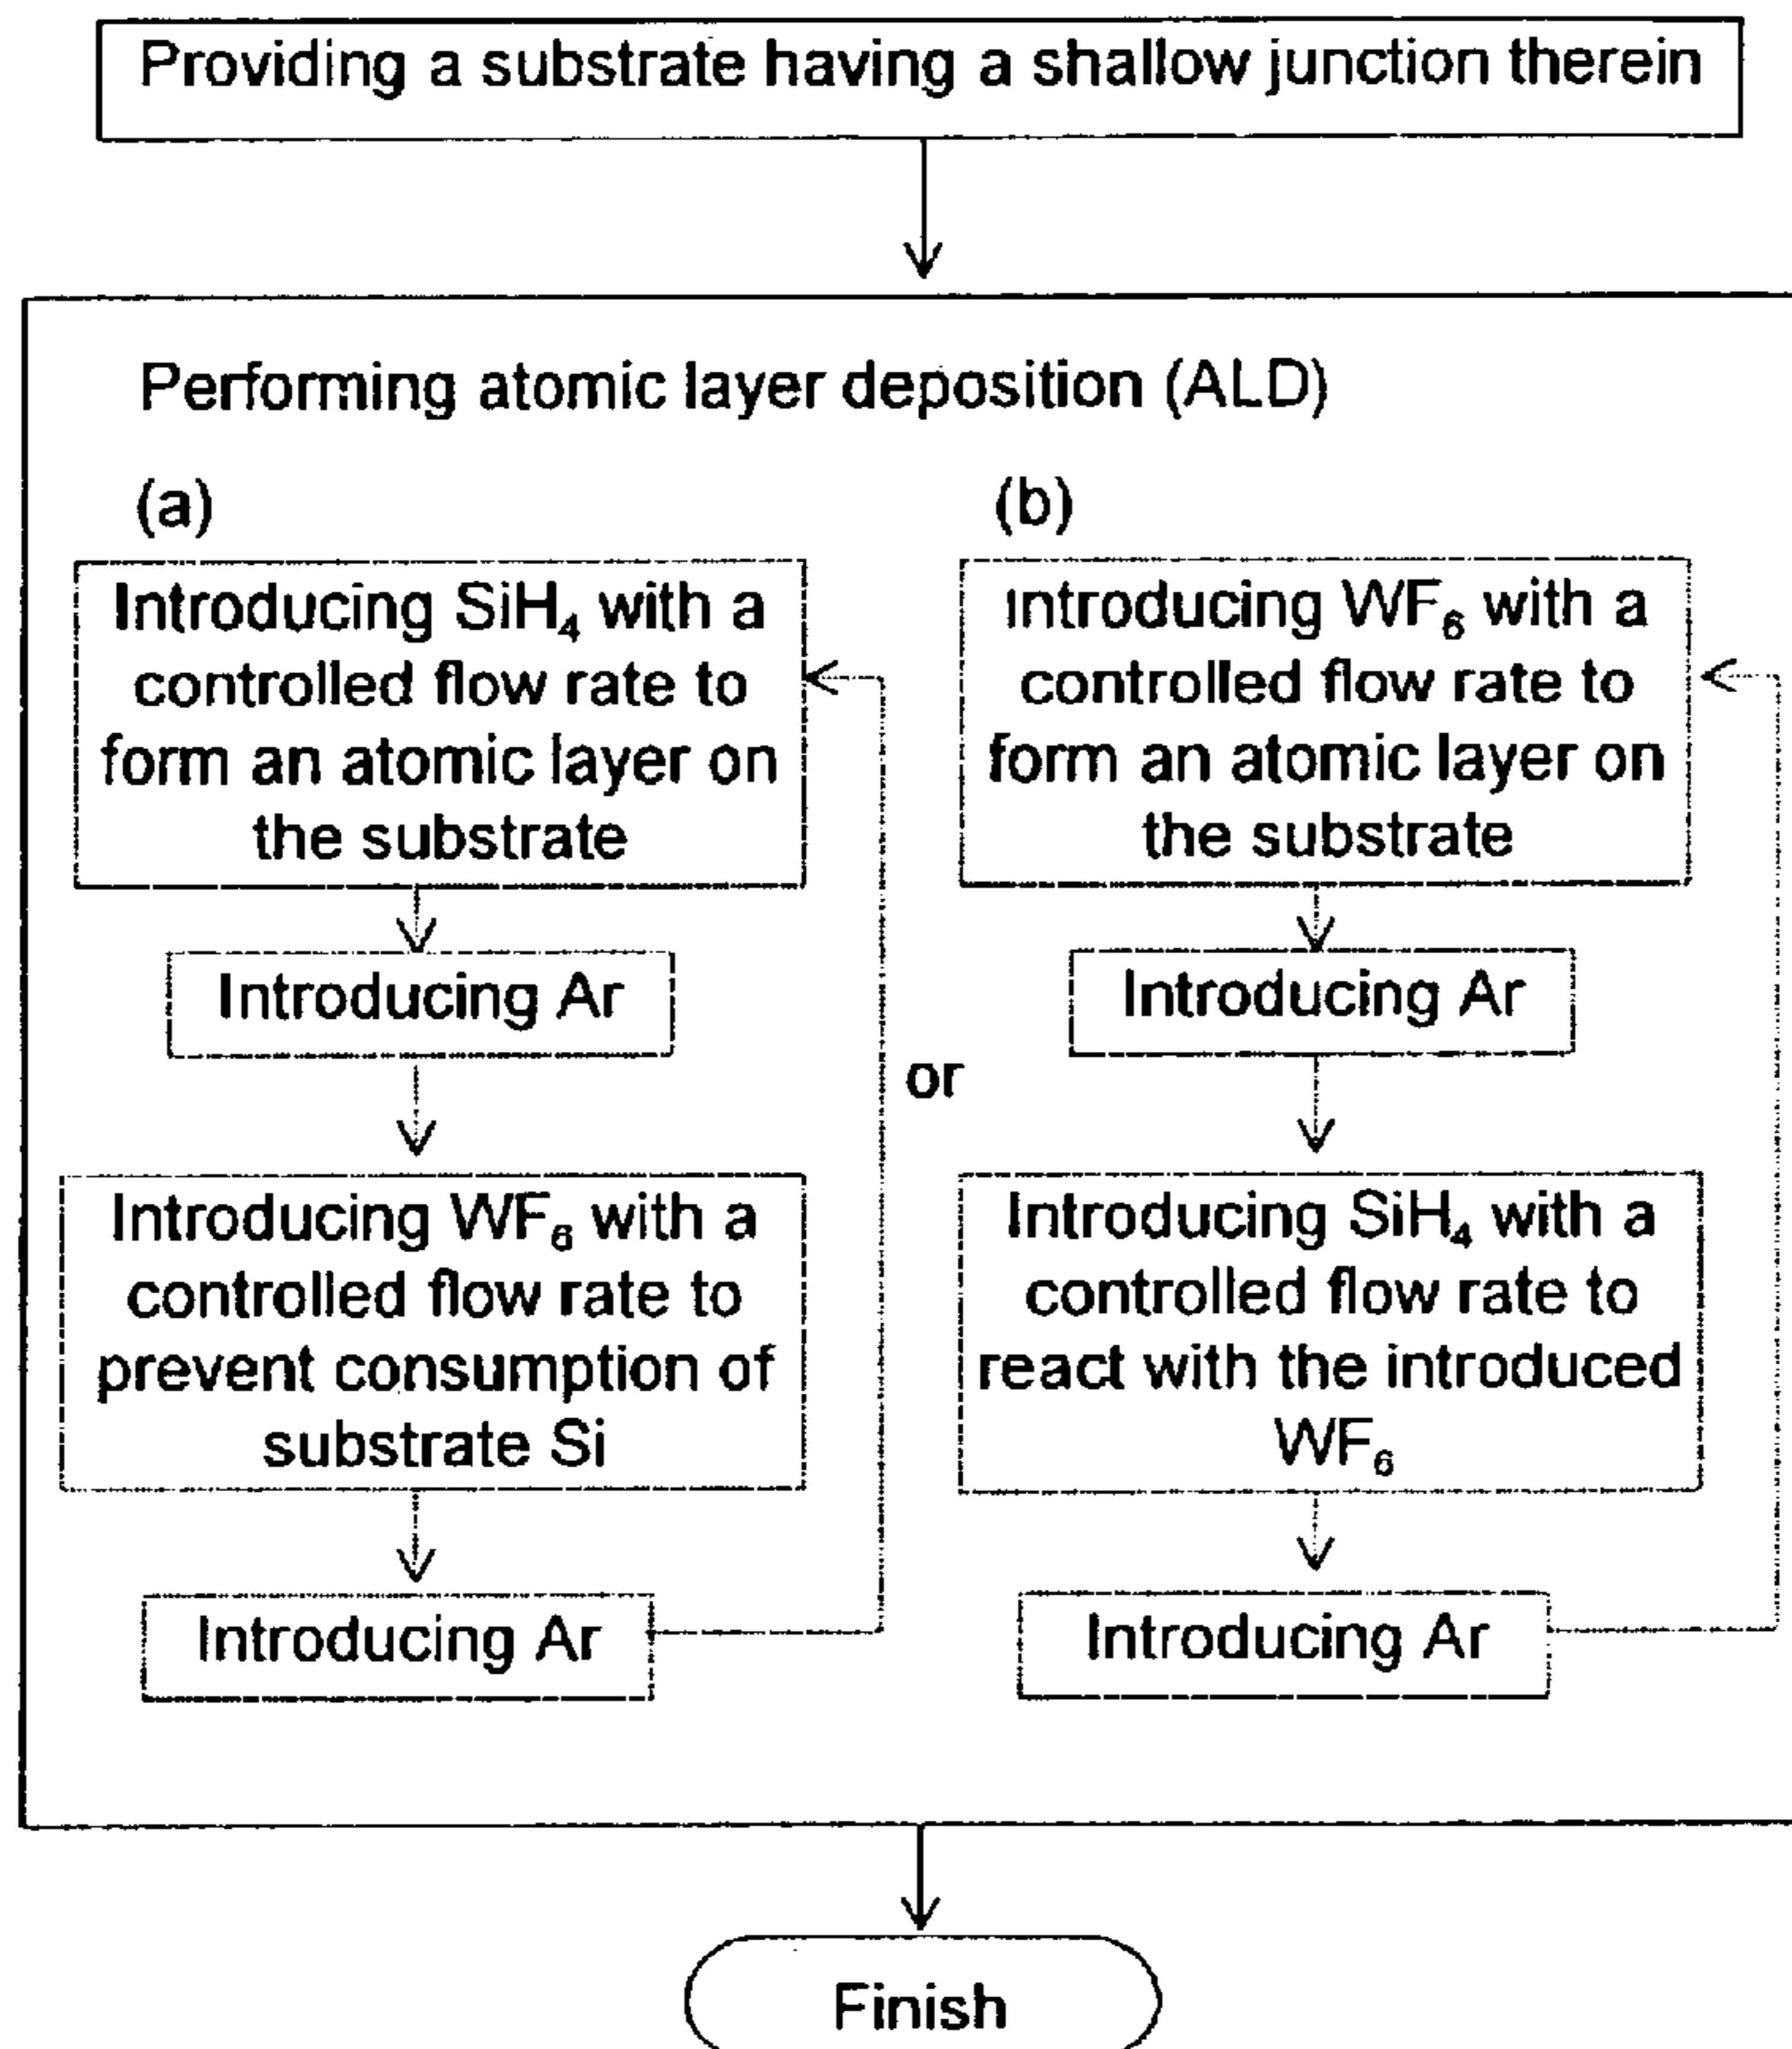 Providing a substrate having a shallow junction therein
Performing atomic layer deposition (ALD)
(a)
Introducing SiH₄ with a
controlled flow rate to
form an atomic layer on
the substrate
Introducing Ar
Introducing WF₆ with a
controlled flow rate to
prevent consumption of
substrate Si
Introducing Ar
or
(b)
Introducing WF₆ with a
controlled flow rate to
form an atomic layer on
the substrate
Introducing Ar
Introducing SiH₄ with a
controlled flow rate to
react with the introduced
WF₆
Introducing Ar
Finish